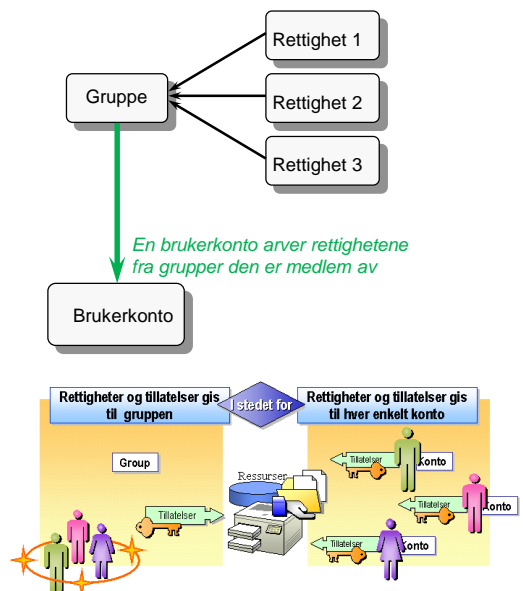 Rettighet 1
Gruppe
Rettighet 2
Rettighet 3
En brukerkonto arver rettighetene
fra grupper den er medlem av
Brukerkonto
Rettigheter og tillatelser gis
til gruppen
I stedet for
Rettigheter og tillatelser gis
til hver enkelt konto
Group
Tillatelser
Ressurser
Tillatelser
Konto
Tillatelser
Konto
Tillatelser
Konto